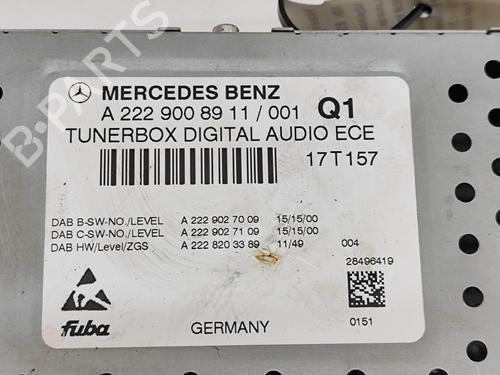 MERCEDES BENZ
A 222 900 89 11 / 001 Q1
TUNERBOX DIGITAL AUDIO ECE
17T157
DAB B-SW-NO./LEVEL A 222 902 70 09 15/15/00
DAB C-SW-NO./LEVEL A 222 902 71 09 15/15/00
DAB HW/Level/ZGS A 222 820 33 89 11/49 004
28496419
fuba GERMANY 0151
B-PARTS